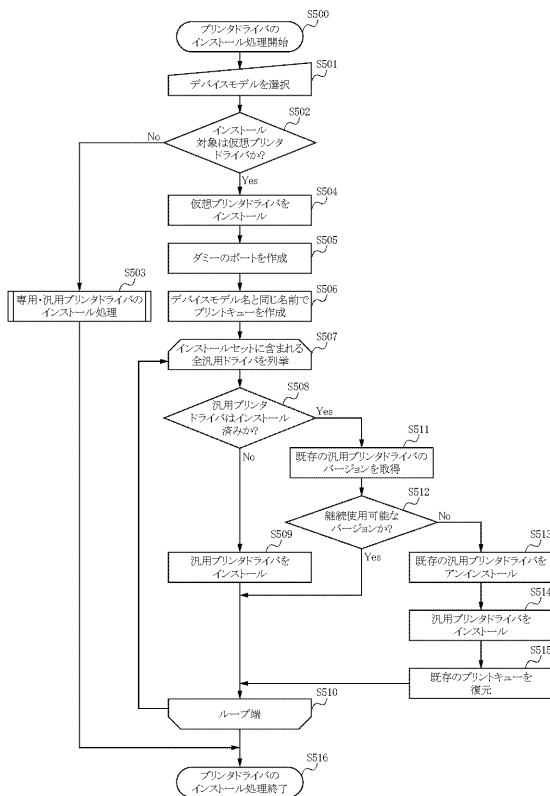 S500
プリンタドライバの
インストール処理開始
S501
デバイスモデルを選択
S502
インストール
対象は仮想プリンタ
ドライバか?
No
Yes
S504
仮想プリンタドライバを
インストール
S505
ダミーのポートを作成
S503
専用・汎用プリンタドライバの
インストール処理
S506
デバイスモデル名と同じ名前で
プリントキューを作成
S507
インストールセットに含まれる
全汎用ドライバを列挙
S508
汎用プリンタ
ドライバはインストール
済みか?
Yes
No
S511
既存の汎用プリンタドライバの
バージョンを取得
S512
継続使用可能な
バージョンか?
No
Yes
S509
汎用プリンタドライバを
インストール
S513
既存の汎用プリンタドライバを
アンインストール
S514
汎用プリンタドライバを
インストール
S515
既存のプリントキューを
復元
S510
ループ端
S516
プリンタドライバの
インストール処理終了